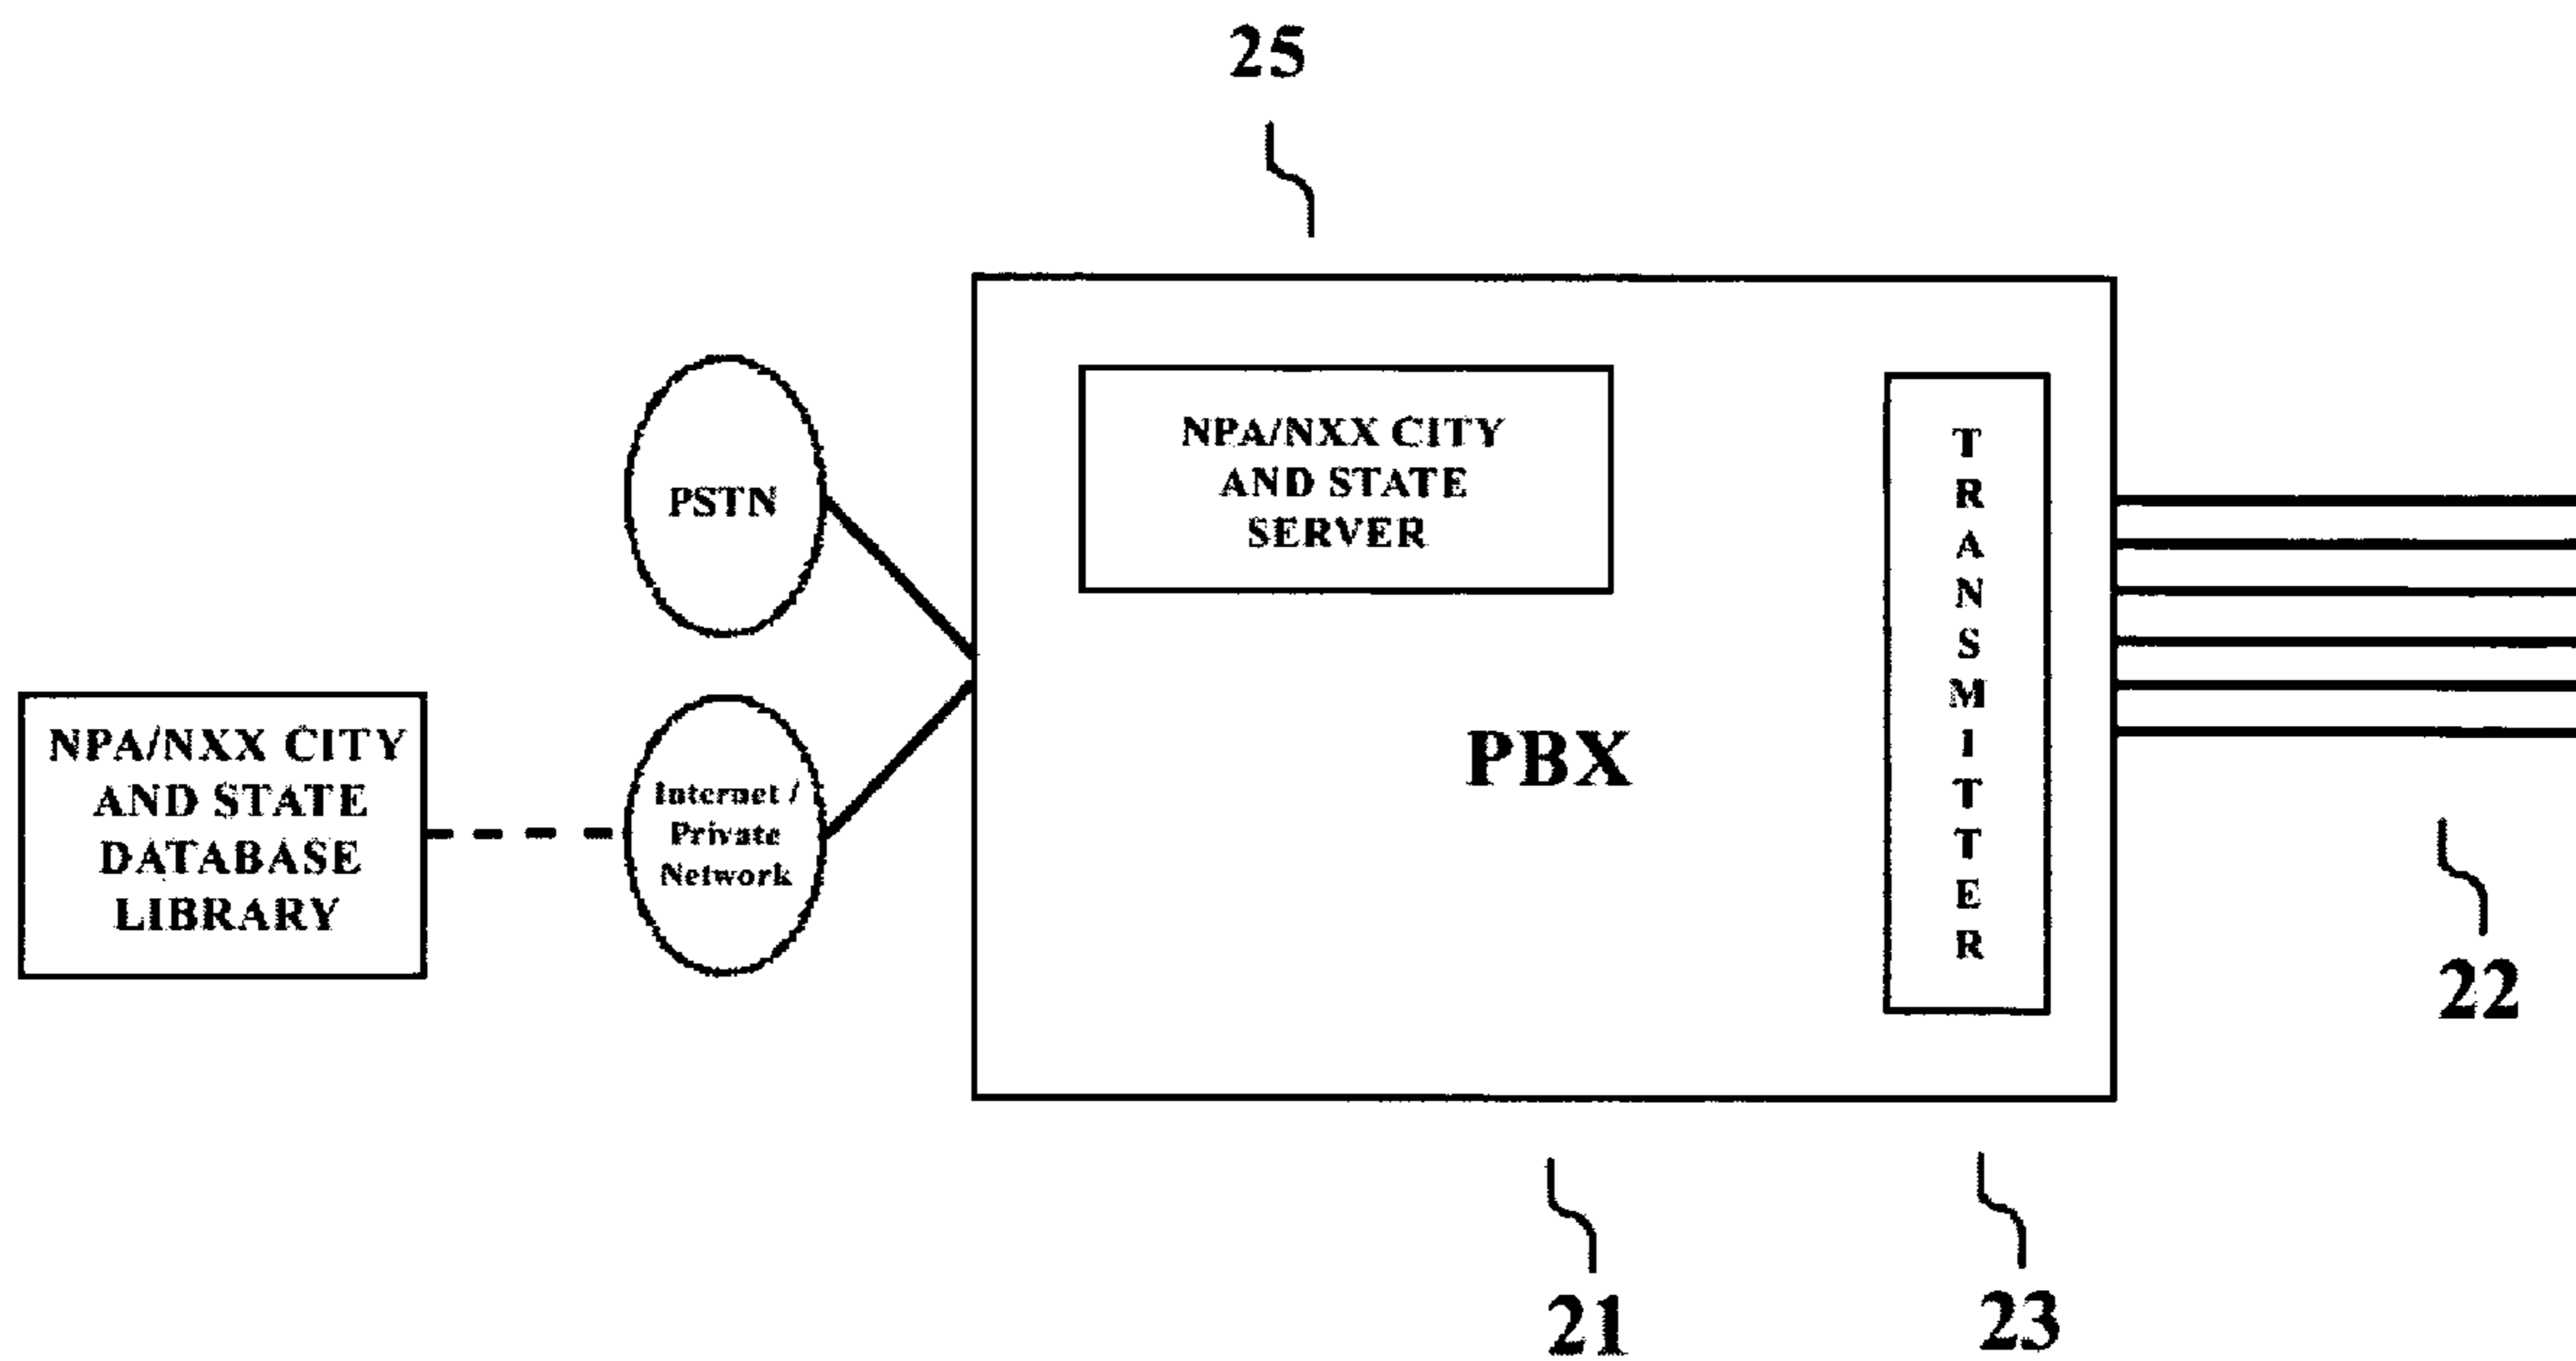 25
NPA/NXX CITY
AND STATE
SERVER
T
R
A
N
S
M
I
T
T
E
R
PSTN
PBX
NPA/NXX CITY
AND STATE
DATABASE
LIBRARY
Internet /
Private
Network
22
21
23